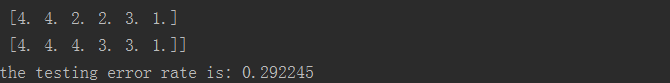 [4. 4. 2. 2. 3. 1.]
[4. 4. 4. 3. 3. 1.]]
the testing error rate is: 0.292245